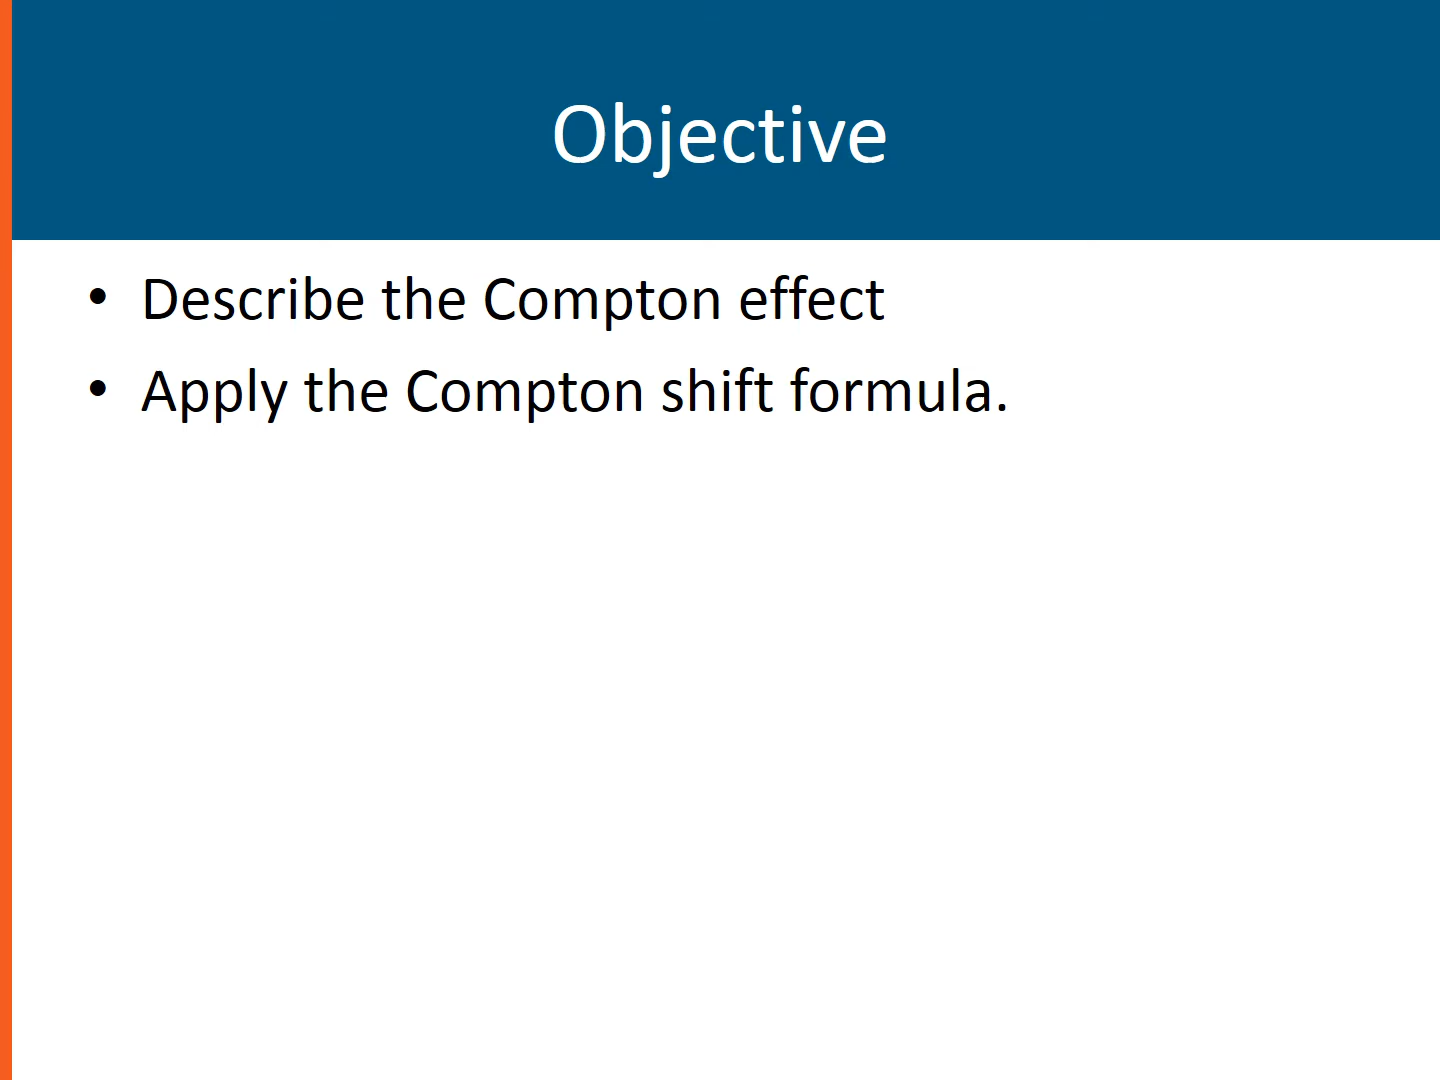 Objective
• Describe the Compton effect
• Apply the Compton shift formula.